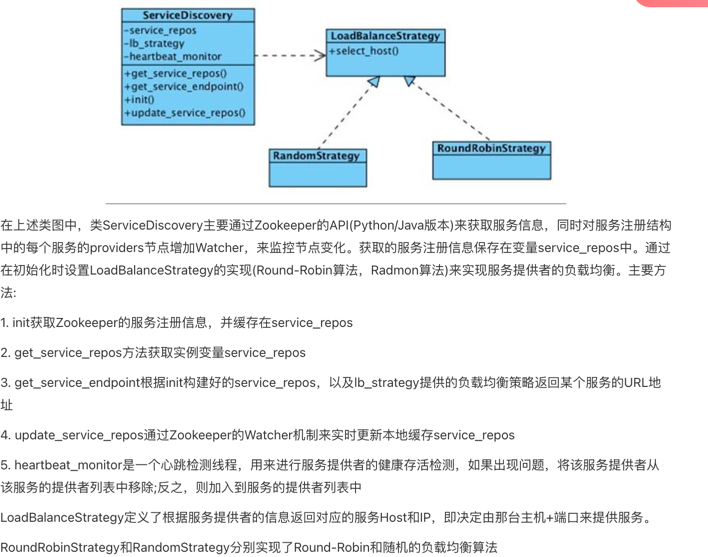 ServiceDiscovery
-service_repos
-lb_strategy
-heartbeat_monitor
+get_service_repos()
+get_service_endpoint()
+init()
+update_service_repos()
LoadBalanceStrategy
+select_host()
RandomStrategy
RoundRobinStrategy
在上述类图中，类ServiceDiscovery主要通过Zookeeper的API(Python/Java版本)来获取服务信息，同时对服务注册结构
中的每个服务的providers节点增加Watcher，来监控节点变化。获取的服务注册信息保存在变量service_repos中。通过
在初始化时设置LoadBalanceStrategy的实现(Round-Robin算法，Radmon算法)来实现服务提供者的负载均衡。主要方
法:
1. init获取Zookeeper的服务注册信息，并缓存在service_repos
2. get_service_repos方法获取实例变量service_repos
3. get_service_endpoint根据init构建好的service_repos，以及lb_strategy提供的负载均衡策略返回某个服务的URL地
址
4. update_service_repos通过Zookeeper的Watcher机制来实时更新本地缓存service_repos
5. heartbeat_monitor是一个心跳检测线程，用来进行服务提供者的健康存活检测，如果出现问题，将该服务提供者从
该服务的提供者列表中移除;反之，则加入到服务的提供者列表中
LoadBalanceStrategy定义了根据服务提供者的信息返回对应的服务Host和IP，即决定由那台主机+端口来提供服务。
RoundRobinStrategy和RandomStrategy分别实现了Round-Robin和随机的负载均衡算法